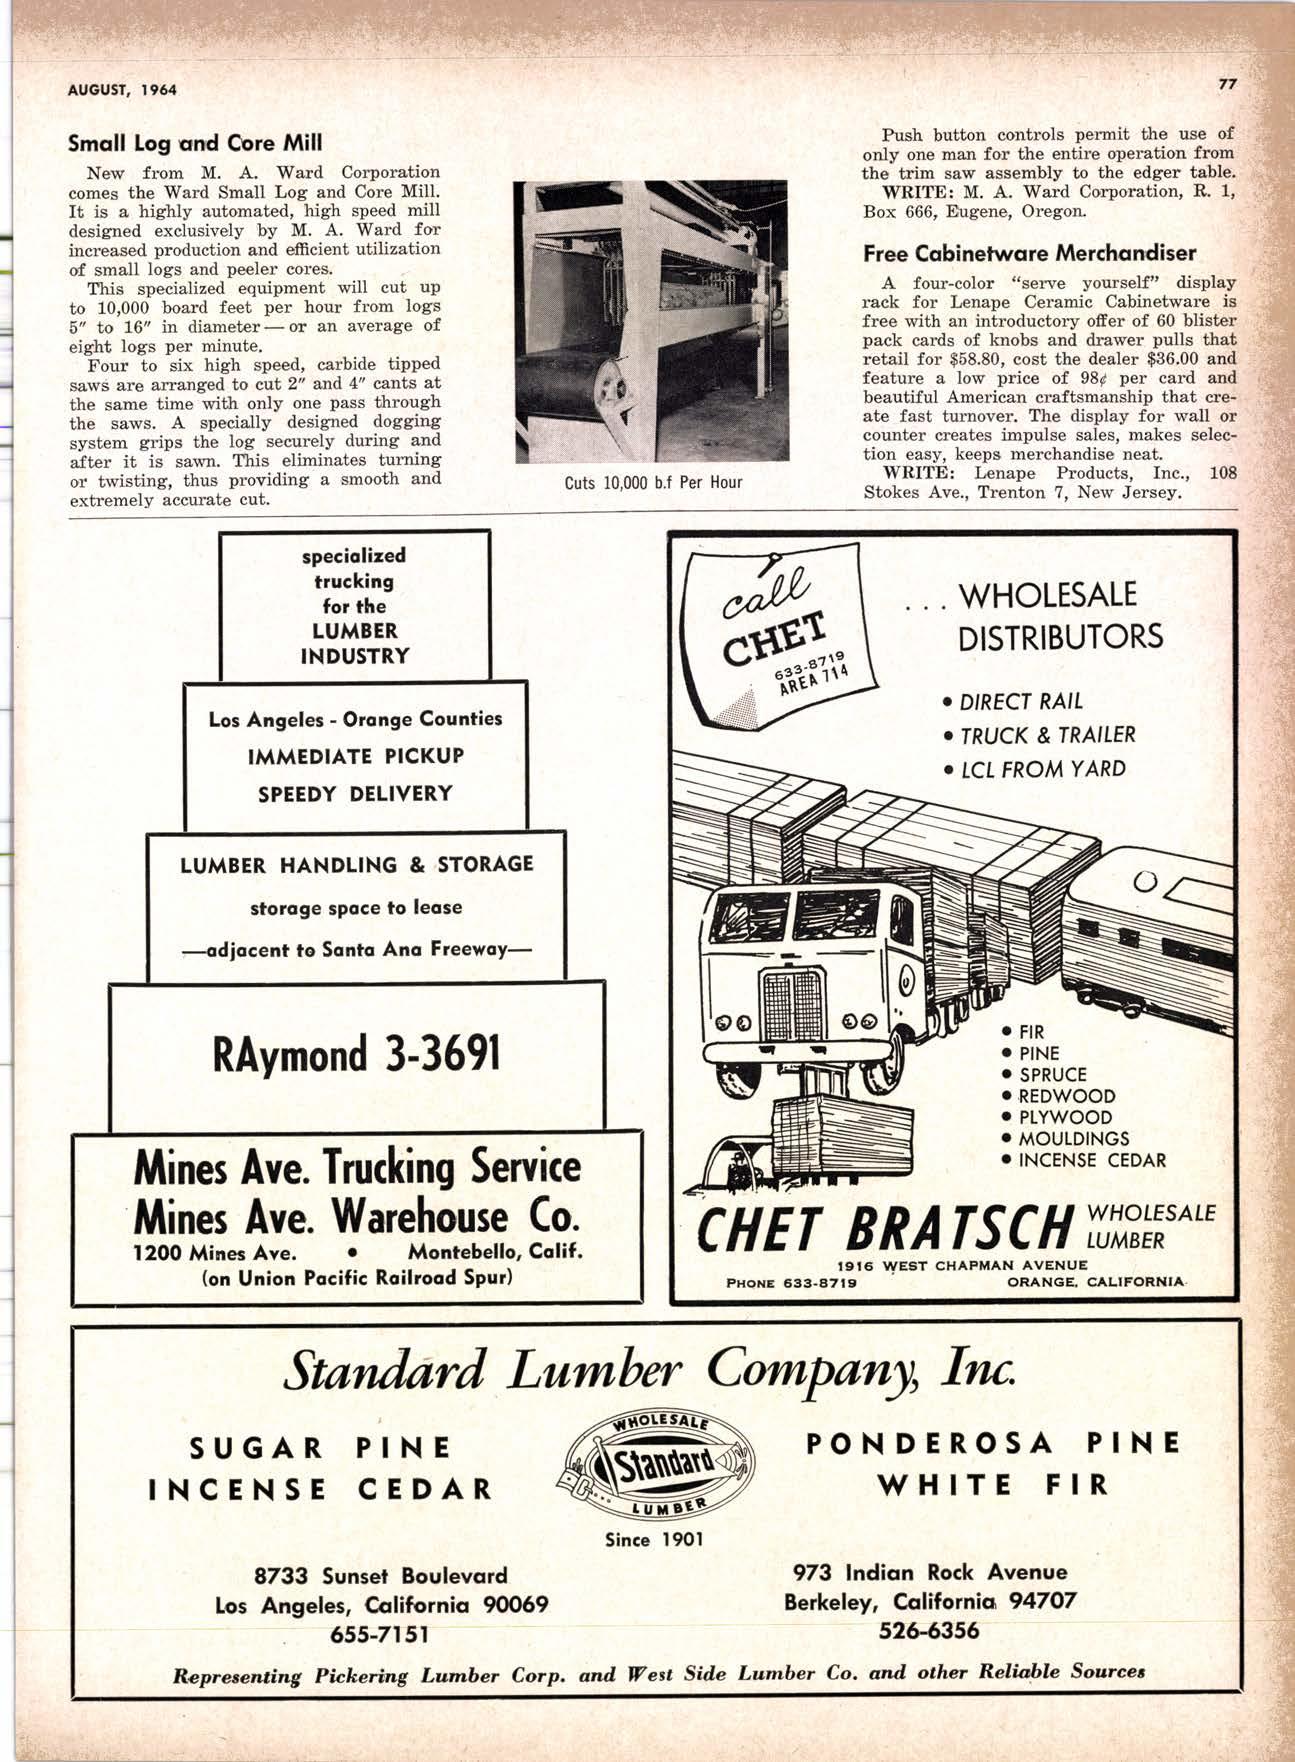 AUGUST, 1964
77
Small Log and Core Mill
New from M. A. Ward Corporation
comes the Ward Small Log and Core Mill.
It is a highly automated, high speed mill
designed exclusively by M. A. Ward for
increased production and efficient utilization
of small logs and peeler cores.
This specialized equipment will cut up
to 10,000 board feet per hour from logs
5″ to 16″ in diameter — or an average of
eight logs per minute.
Four to six high speed, carbide tipped
saws are arranged to cut 2″ and 4″ cants at
the same time with only one pass through
the saws. A specially designed dogging
system grips the log securely during and
after it is sawn. This eliminates turning
or twisting, thus providing a smooth and
extremely accurate cut.
Cuts 10,000 b.f Per Hour
Push button controls permit the use of
only one man for the entire operation from
the trim saw assembly to the edger table.
WRITE: M. A. Ward Corporation, R. 1,
Box 666, Eugene, Oregon.
Free Cabinetware Merchandiser
A four-color “serve yourself” display
rack for Lenape Ceramic Cabinetware is
free with an introductory offer of 60 blister
pack cards of knobs and drawer pulls that
retail for $58.80, cost the dealer $36.00 and
feature a low price of 98¢ per card and
beautiful American craftsmanship that cre-
ate fast turnover. The display for wall or
counter creates impulse sales, makes selec-
tion easy, keeps merchandise neat.
WRITE: Lenape Products, Inc., 108
Stokes Ave., Trenton 7, New Jersey.
specialized
trucking
for the
LUMBER
INDUSTRY
Los Angeles - Orange Counties
IMMEDIATE PICKUP
SPEEDY DELIVERY
LUMBER HANDLING & STORAGE
storage space to lease
—adjacent to Santa Ana Freeway—
RAymond 3-3691
Mines Ave. Trucking Service
Mines Ave. Warehouse Co.
1200 Mines Ave. • Montebello, Calif.
(on Union Pacific Railroad Spur)
call
CHET
633-8719
AREA 714
... WHOLESALE
DISTRIBUTORS
• DIRECT RAIL
• TRUCK & TRAILER
• LCL FROM YARD
• FIR
• PINE
• SPRUCE
• REDWOOD
• PLYWOOD
• MOULDINGS
• INCENSE CEDAR
CHET BRATSCH WHOLESALE
LUMBER
1916 WEST CHAPMAN AVENUE
PHONE 633-8719 ORANGE, CALIFORNIA
Standard Lumber Company, Inc.
SUGAR PINE
INCENSE CEDAR
WHOLESALE
Standard
LUMBER
Since 1901
PONDEROSA PINE
WHITE FIR
8733 Sunset Boulevard
Los Angeles, California 90069
655-7151
973 Indian Rock Avenue
Berkeley, California 94707
526-6356
Representing Pickering Lumber Corp. and West Side Lumber Co. and other Reliable Sources